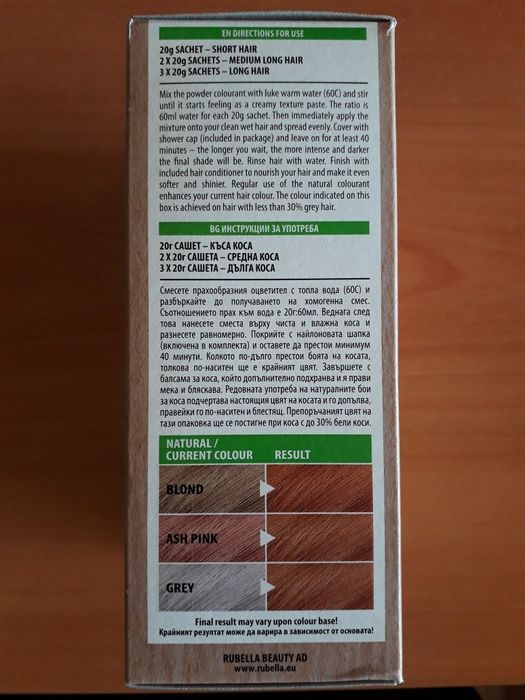 EN DIRECTIONS FOR USE
20g SACHET – SHORT HAIR
2 X 20g SACHETS – MEDIUM LONG HAIR
3 X 20g SACHETS – LONG HAIR
Mix the powder colourant with luke warm water (60C) and stir
until it starts feeling as a creamy texture paste. The ratio is
60ml water for each 20g sachet. Then immediately apply the
mixture onto your clean wet hair and spread evenly. Cover with
shower cap (included in package) and leave on for at least 40
minutes – the longer you wait, the more intense and darker
the final shade will be. Rinse hair with water. Finish with
included hair conditioner to nourish your hair and make it even
softer and shinier. Regular use of the natural colourant
enhances your current hair colour. The colour indicated on this
box is achieved on hair with less than 30% grey hair.
BG ИНСТРУКЦИИ ЗА УПОТРЕБА
20г САШЕТ – КЪСА КОСА
2 X 20г САШЕТА – СРЕДНА КОСА
3 X 20г САШЕТА – ДЪЛГА КОСА
Смесете прахообразния оцветител с топла вода (60C) и
разбъркайте до получаването на хомогенна смес.
Съотношението прах към вода е 20г:60мл. Веднага след
това нанесете сместа върху чиста и влажна коса и
разнесете равномерно. Покрийте с найлоновата шапка
(включена в комплекта) и оставете да престои минимум
40 минути. Колкото по-дълго престои боята на косата,
толкова по-наситен ще е крайният цвят. Завършете с
балсама за коса, който допълнително подхранва и я прави
мека и бляскава. Редовната употреба на натуралните бои
за коса подчертава настоящия цвят на косата и го допълва,
правейки го по-наситен и блестящ. Препоръчаният цвят на
тази опаковка ще се постигне при коса с до 30% бели коси.
NATURAL /
CURRENT COLOUR RESULT
BLOND
ASH PINK
GREY
Final result may vary upon colour base!
Крайният резултат може да варира в зависимост от основата!
RUBELLA BEAUTY AD
www.rubella.eu